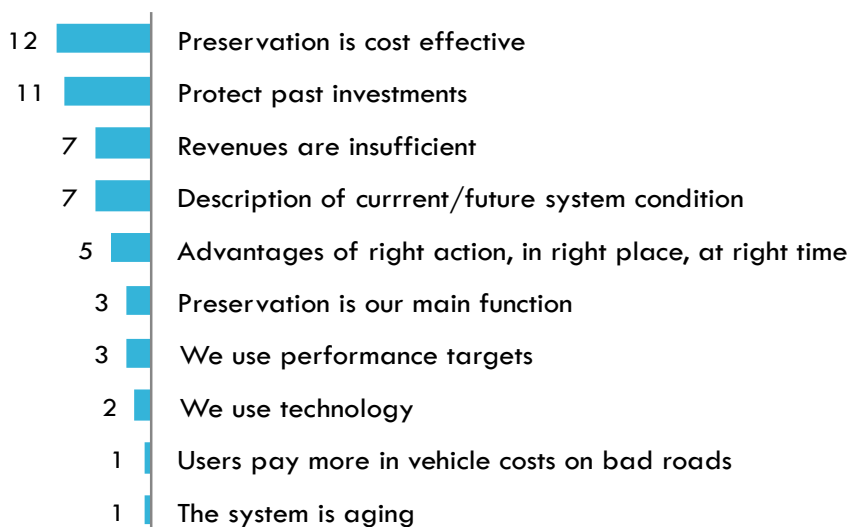 12 Preservation is cost effective
11 Protect past investments
7 Revenues are insufficient
7 Description of currrent/future system condition
5 Advantages of right action, in right place, at right time
3 Preservation is our main function
3 We use performance targets
2 We use technology
1 Users pay more in vehicle costs on bad roads
1 The system is aging